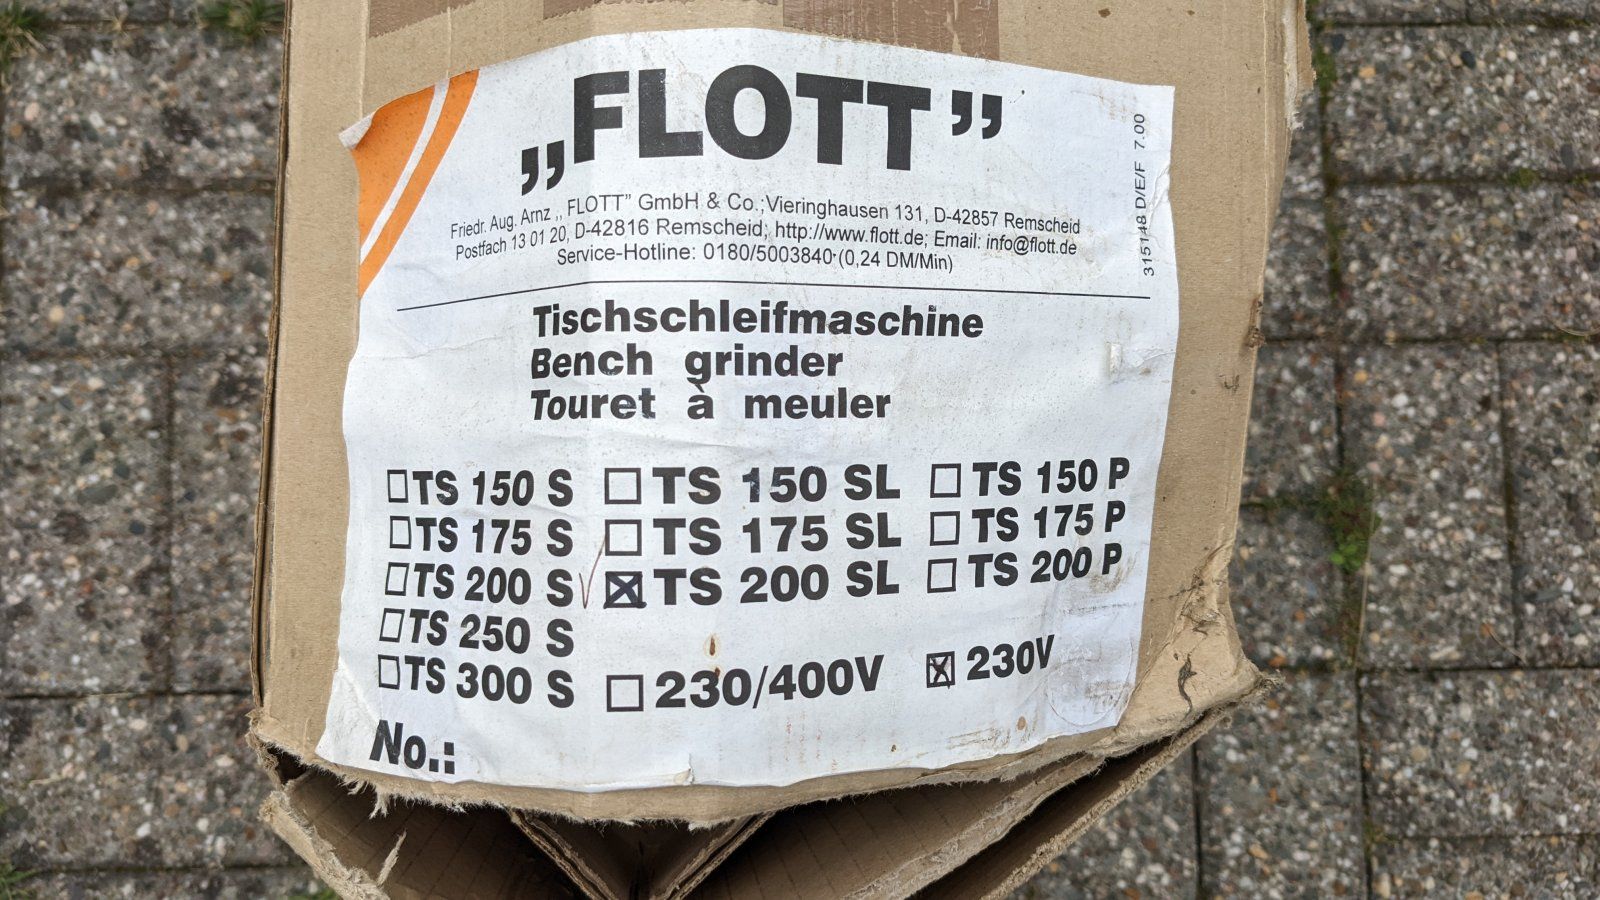 „FLOTT”
Friedr. Aug. Arnz „ FLOTT” GmbH & Co.;Vieringhausen 131, D-42857 Remscheid
Postfach 13 01 20, D-42816 Remscheid; http://www.flott.de; Email: info@flott.de
Service-Hotline: 0180/5003840 (0,24 DM/Min)
315148 D/E/F 7.00
Tischschleifmaschine
Bench grinder
Touret à meuler
☐ TS 150 S ☐ TS 150 SL ☐ TS 150 P
☐ TS 175 S ☐ TS 175 SL ☐ TS 175 P
☐ TS 200 S ✓ ☒ TS 200 SL ☐ TS 200 P
☐ TS 250 S
☐ TS 300 S ☐ 230/400V ☒ 230V
No.: